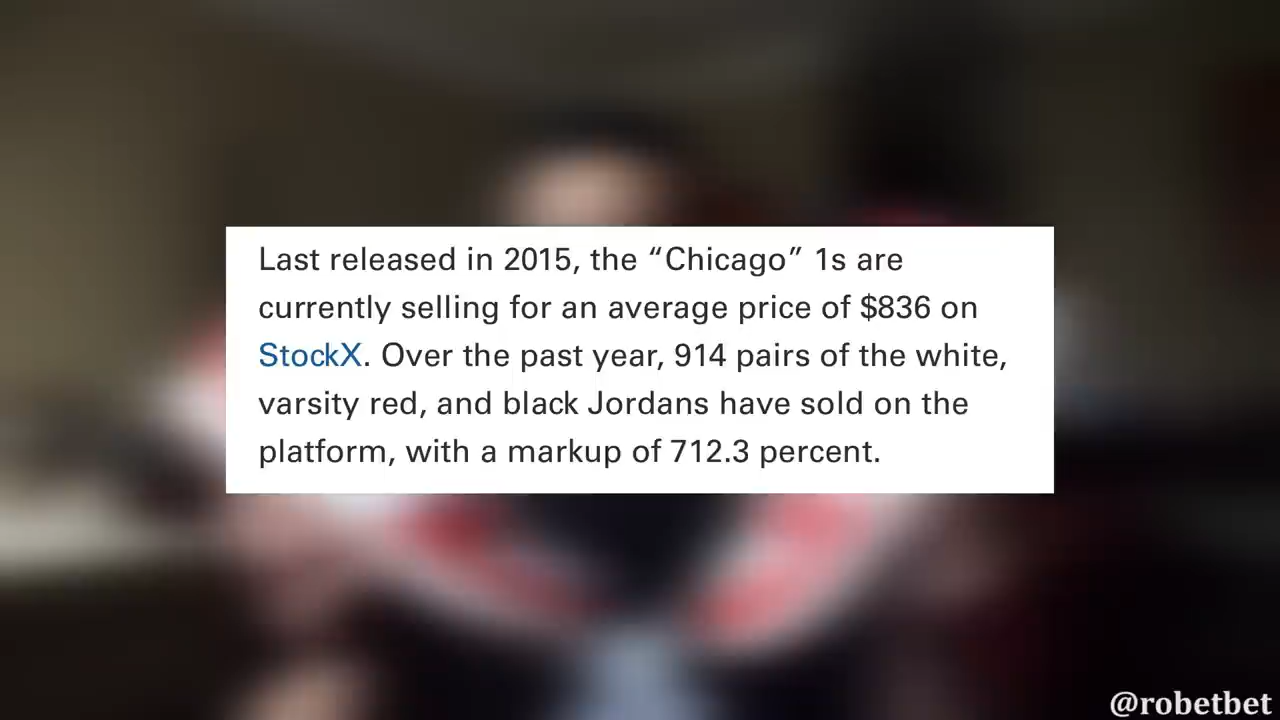 Last released in 2015, the “Chicago” 1s are
currently selling for an average price of $836 on
StockX. Over the past year, 914 pairs of the white,
varsity red, and black Jordans have sold on the
platform, with a markup of 712.3 percent.
@robetbet